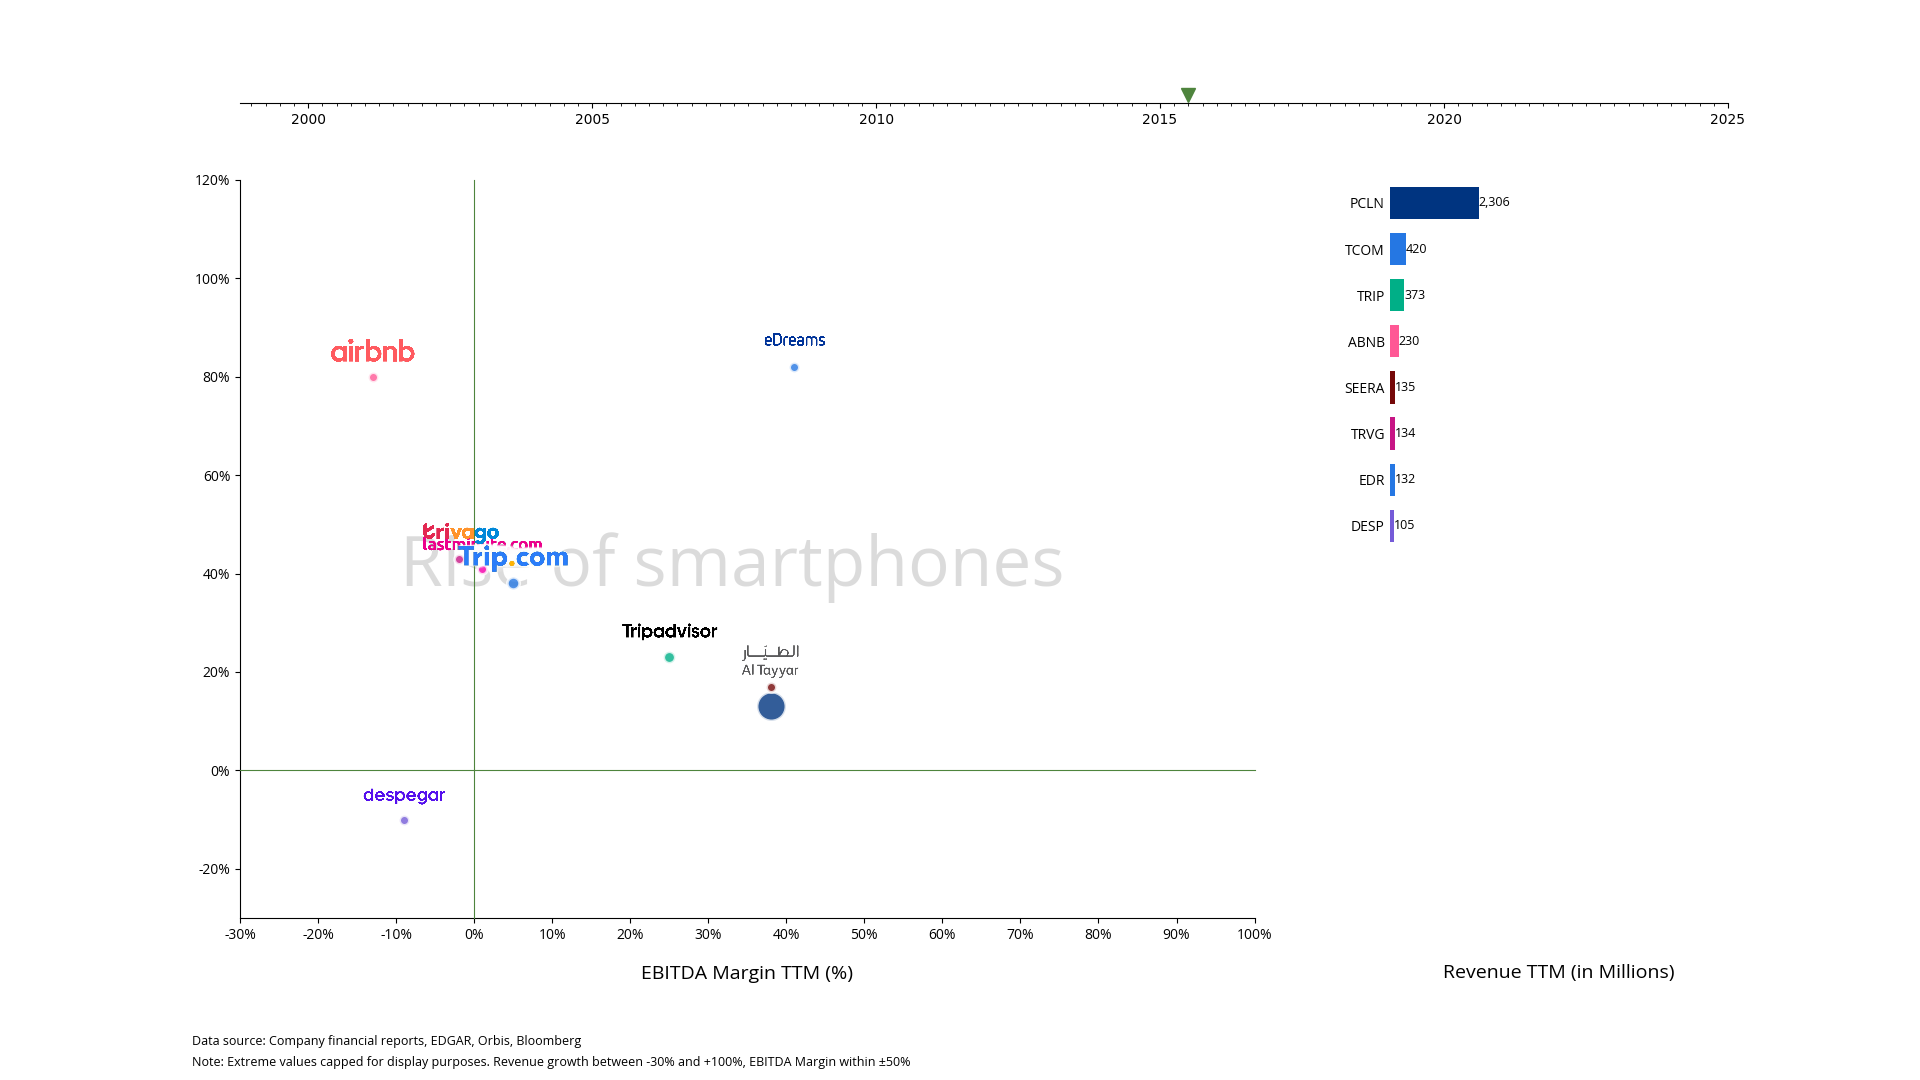 2000 2005 2010 2015 2020 2025
120%
100%
80%
60%
40%
20%
0%
-20%
-30% -20% -10% 0% 10% 20% 30% 40% 50% 60% 70% 80% 90% 100%
EBITDA Margin TTM (%)
airbnb
eDreams
trivago
lastminute.com
Trip.com
Rise of smartphones
Tripadvisor
الطيّار
Al Tayyar
despegar
PCLN 2,306
TCOM 420
TRIP 373
ABNB 230
SEERA 135
TRVG 134
EDR 132
DESP 105
Revenue TTM (in Millions)
Data source: Company financial reports, EDGAR, Orbis, Bloomberg
Note: Extreme values capped for display purposes. Revenue growth between -30% and +100%, EBITDA Margin within ±50%